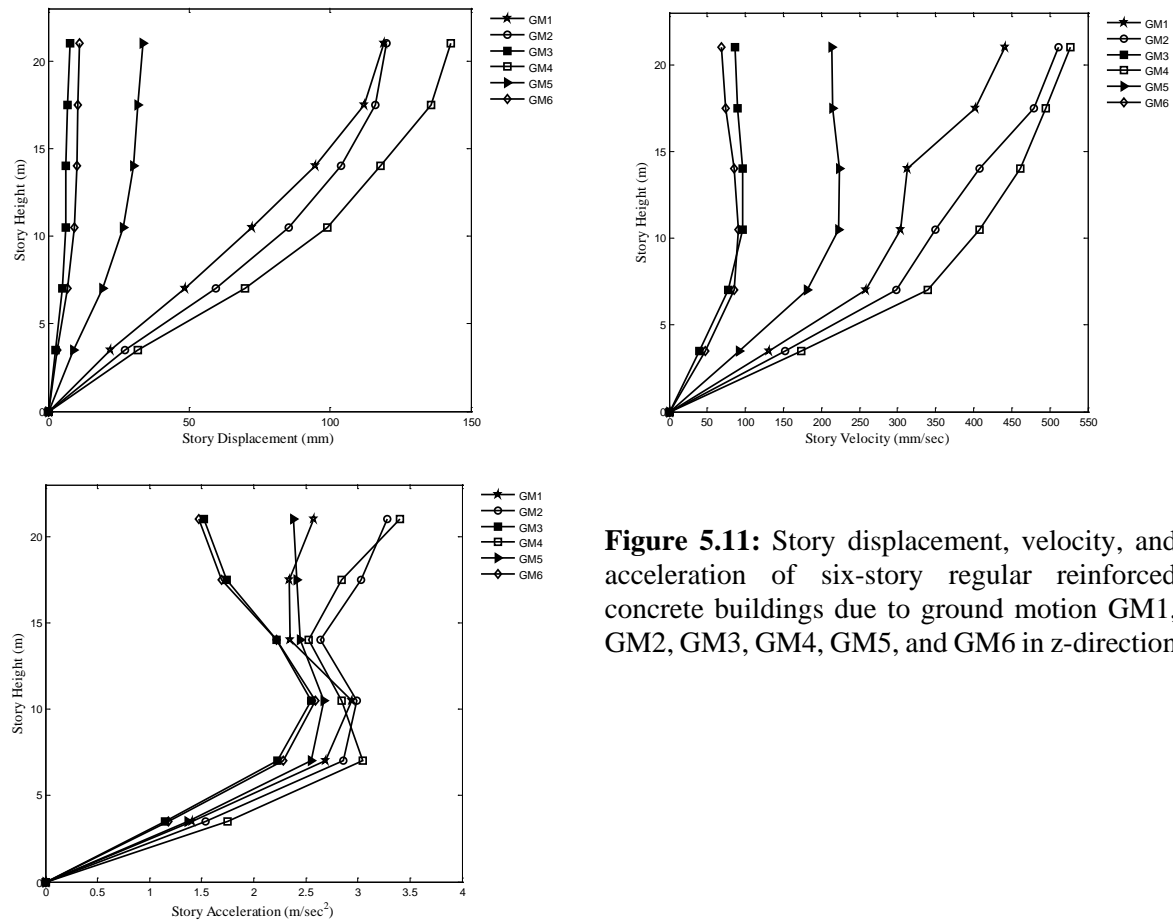 GM1
GM2
GM3
GM4
GM5
GM6
20
15
10
5
0
Story Height (m)
0
50
100
150
Story Displacement (mm)
GM1
GM2
GM3
GM4
GM5
GM6
20
15
10
5
0
Story Height (m)
0
50
100
150
200
250
300
350
400
450
500
550
Story Velocity (mm/sec)
GM1
GM2
GM3
GM4
GM5
GM6
20
15
10
5
0
Story Height (m)
0
0.5
1
1.5
2
2.5
3
3.5
4
Story Acceleration (m/sec²)
Figure 5.11: Story displacement, velocity, and
acceleration of six-story regular reinforced
concrete buildings due to ground motion GM1,
GM2, GM3, GM4, GM5, and GM6 in z-direction